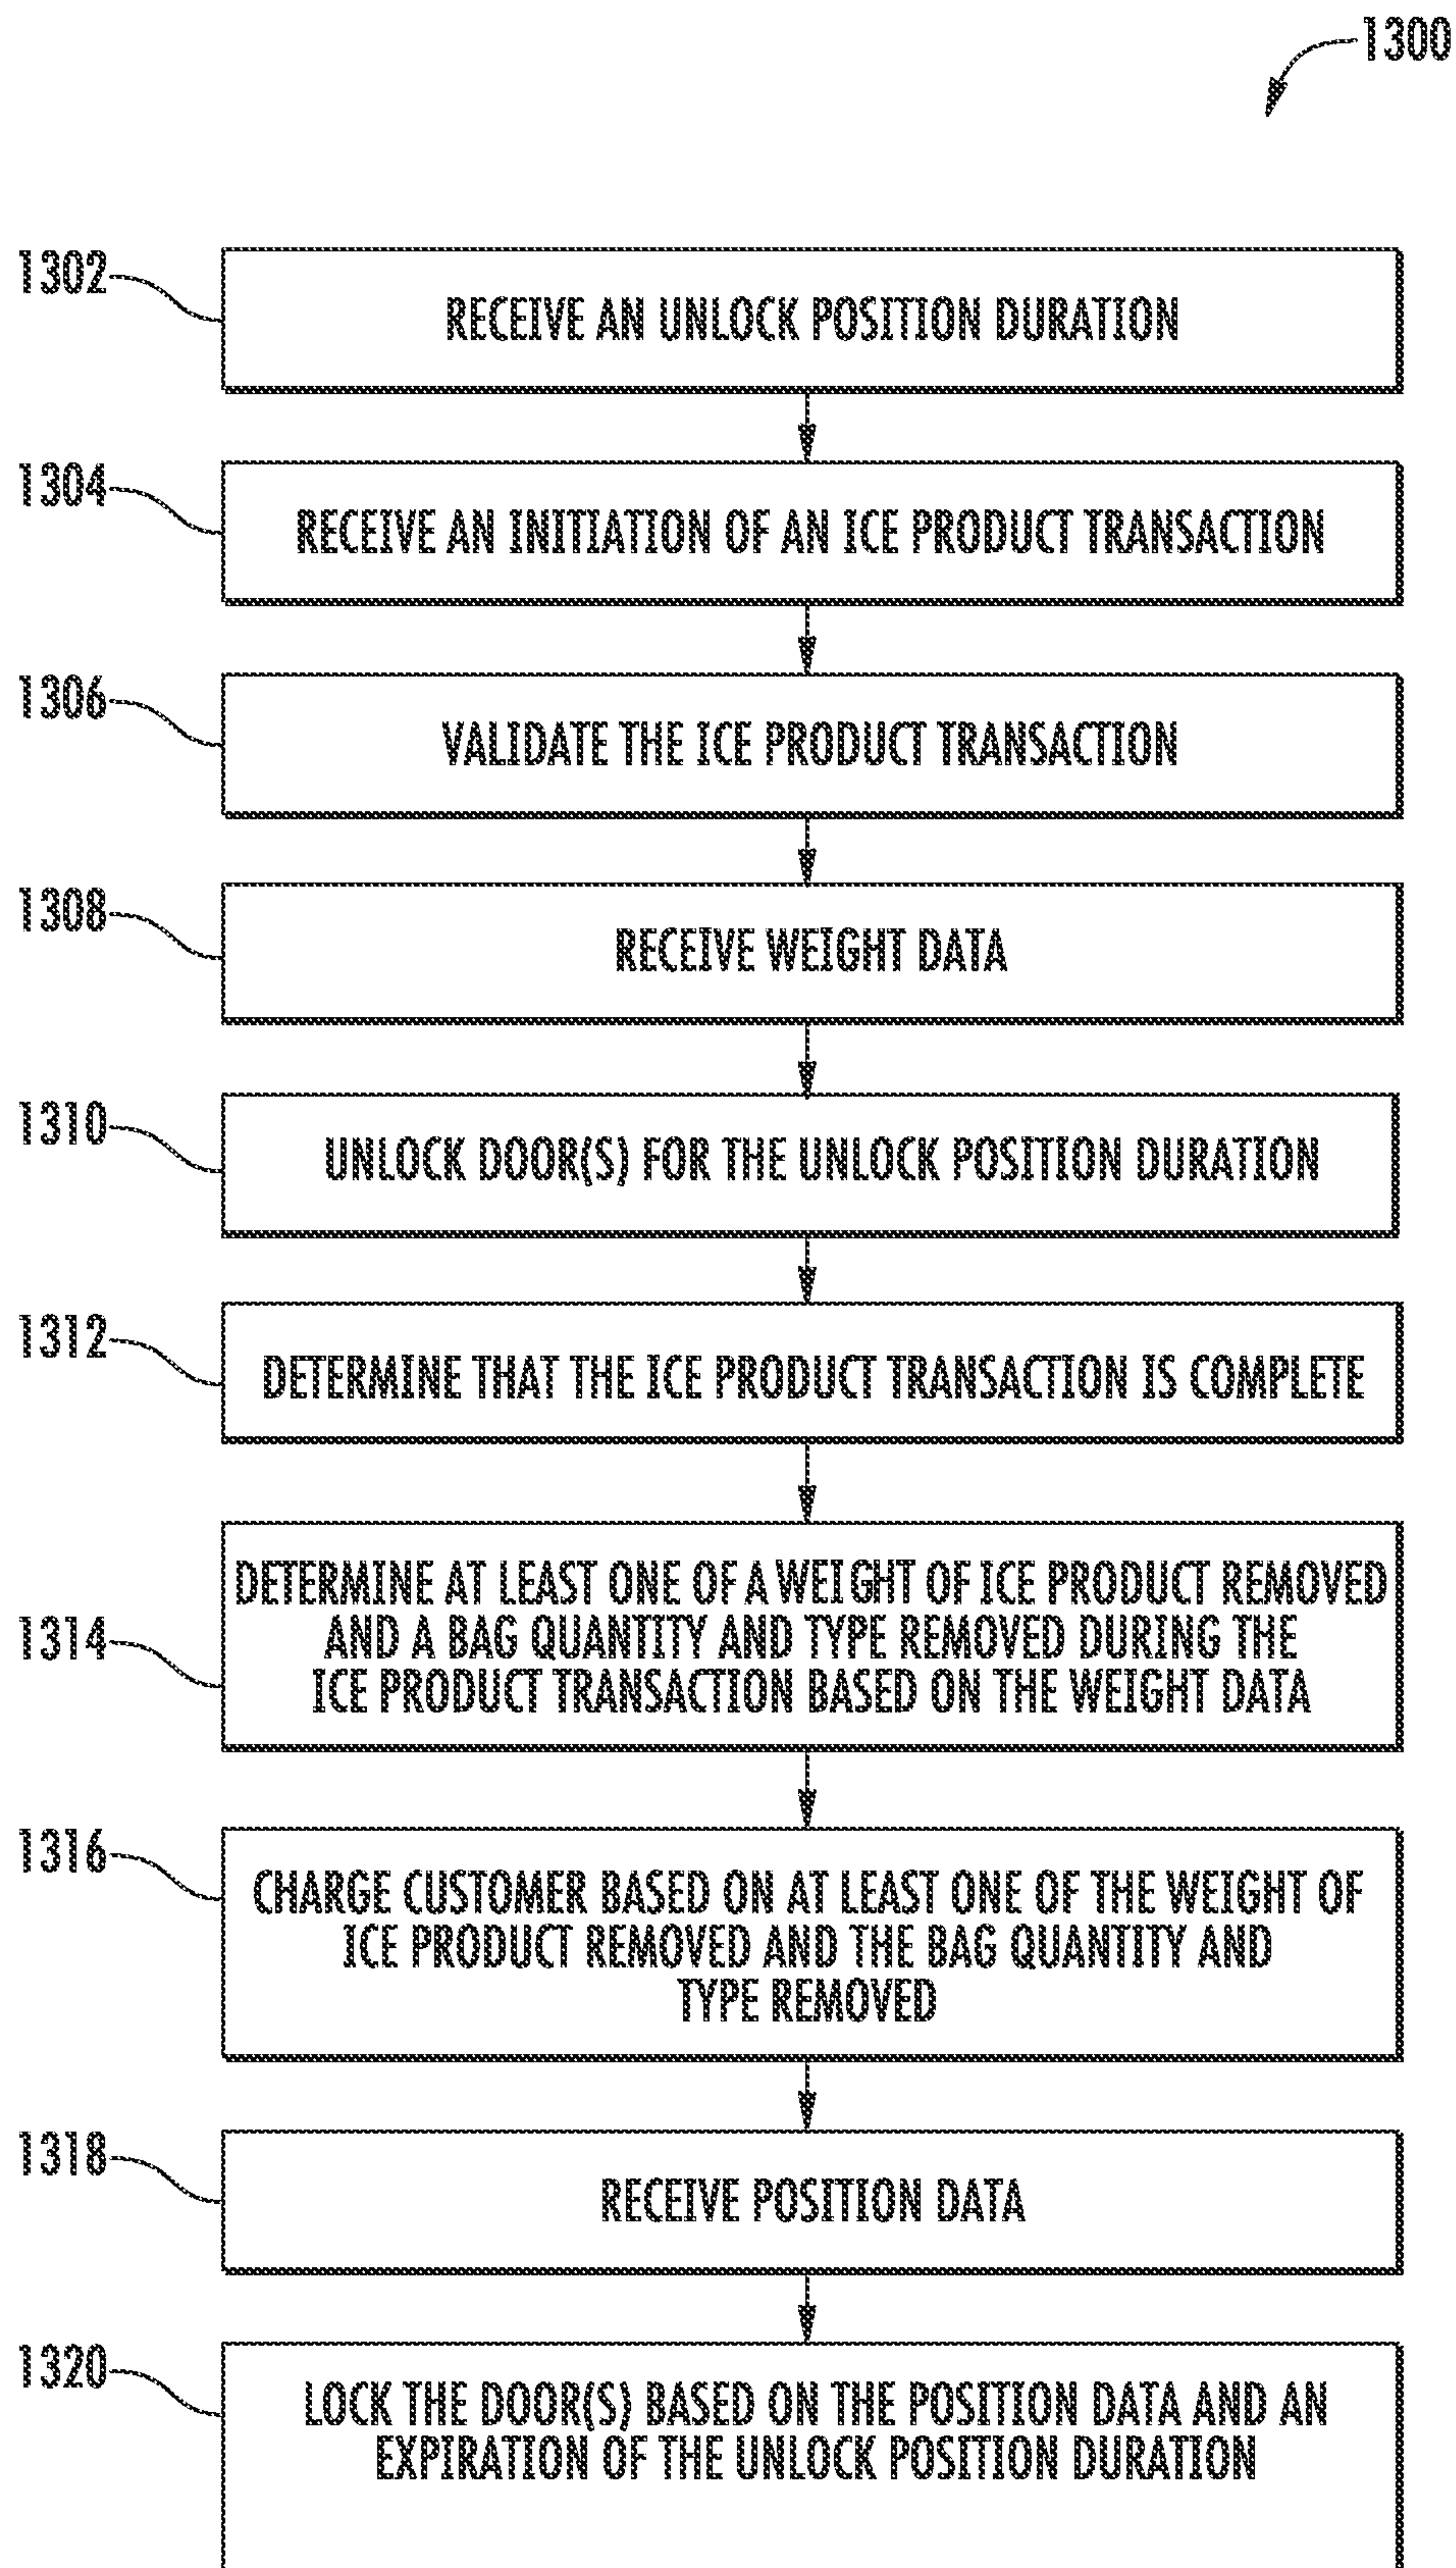 1300
1302
RECEIVE AN UNLOCK POSITION DURATION
1304
RECEIVE AN INITIATION OF AN ICE PRODUCT TRANSACTION
1306
VALIDATE THE ICE PRODUCT TRANSACTION
1308
RECEIVE WEIGHT DATA
1310
UNLOCK DOOR(S) FOR THE UNLOCK POSITION DURATION
1312
DETERMINE THAT THE ICE PRODUCT TRANSACTION IS COMPLETE
1314
DETERMINE AT LEAST ONE OF A WEIGHT OF ICE PRODUCT REMOVED
AND A BAG QUANTITY AND TYPE REMOVED DURING THE
ICE PRODUCT TRANSACTION BASED ON THE WEIGHT DATA
1316
CHARGE CUSTOMER BASED ON AT LEAST ONE OF THE WEIGHT OF
ICE PRODUCT REMOVED AND THE BAG QUANTITY AND
TYPE REMOVED
1318
RECEIVE POSITION DATA
1320
LOCK THE DOOR(S) BASED ON THE POSITION DATA AND AN
EXPIRATION OF THE UNLOCK POSITION DURATION